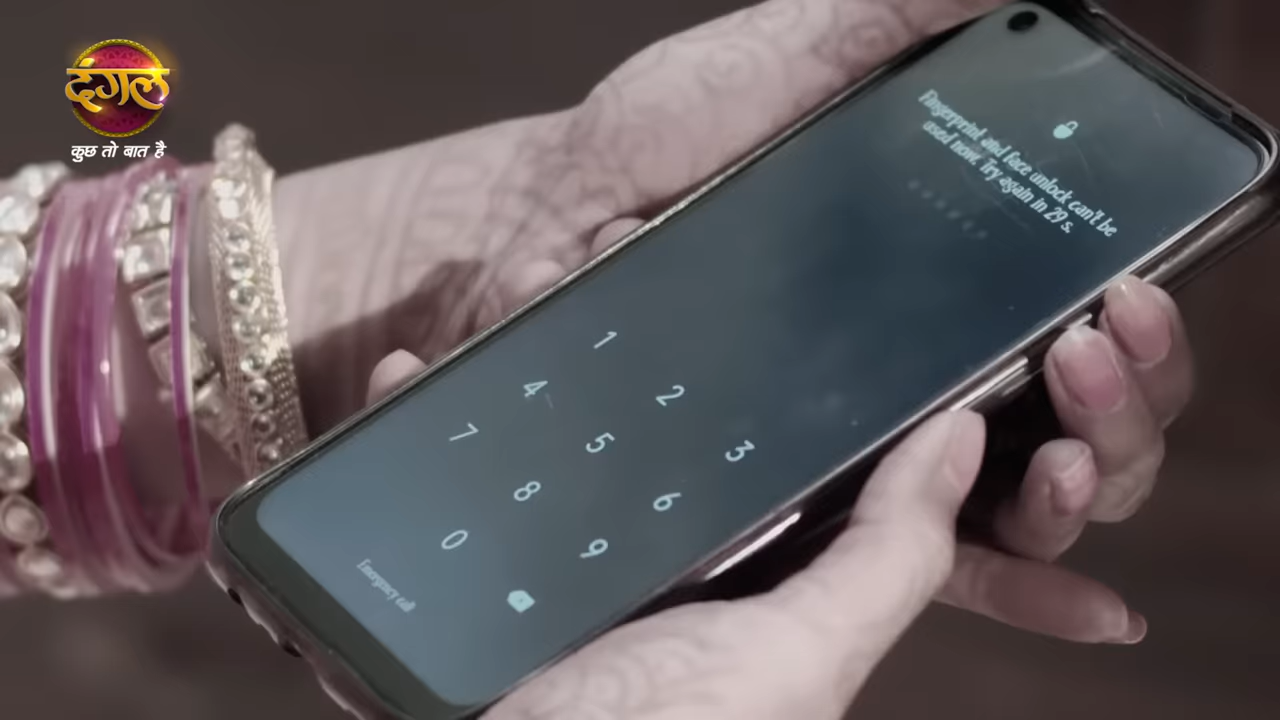 दंगल
कुछ तो बात है
Fingerprint and face unlock can't be
used now. Try again in 29 s.
1
2
3
4
5
6
7
8
9
0
Emergency call